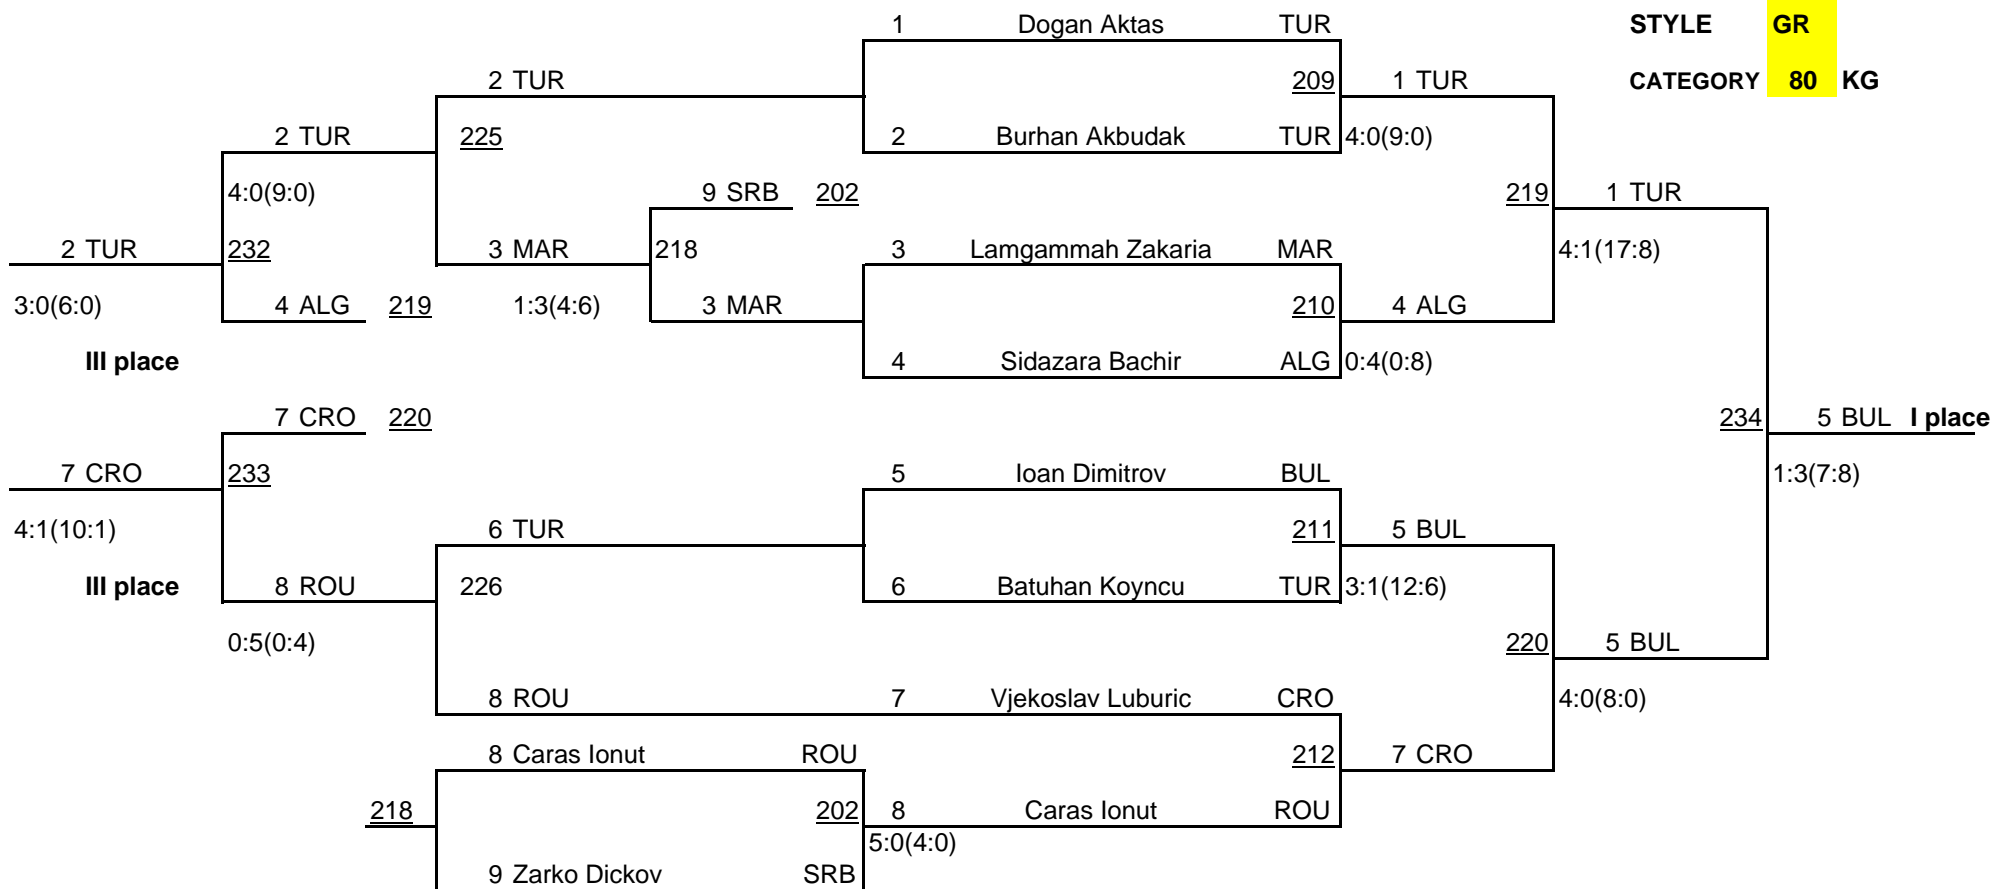 1 Dogan Aktas TUR STYLE GR
2 TUR 209 1 TUR CATEGORY 80 KG
2 TUR 225 2 Burhan Akbudak TUR 4:0(9:0)
4:0(9:0) 9 SRB 202 219 1 TUR
2 TUR 232 3 MAR 218 3 Lamgammah Zakaria MAR 4:1(17:8)
3:0(6:0) 4 ALG 219 1:3(4:6) 3 MAR 210 4 ALG
III place 4 Sidazara Bachir ALG 0:4(0:8)
7 CRO 220 234 5 BUL I place
7 CRO 233 5 Ioan Dimitrov BUL 1:3(7:8)
4:1(10:1) 6 TUR 211 5 BUL
III place 8 ROU 226 6 Batuhan Koyncu TUR 3:1(12:6)
0:5(0:4) 220 5 BUL
8 ROU 7 Vjekoslav Luburic CRO 4:0(8:0)
8 Caras Ionut ROU 212 7 CRO
218 202 8 Caras Ionut ROU
5:0(4:0)
9 Zarko Dickov SRB